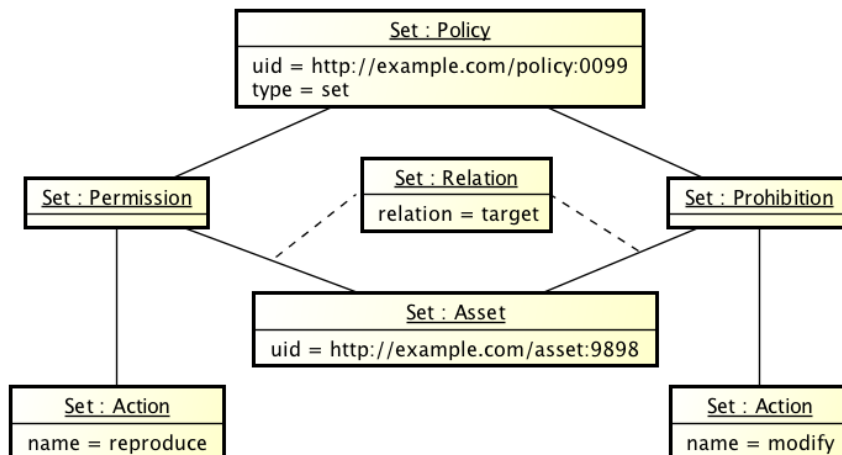 Set : Policy
uid = http://example.com/policy:0099
type = set
Set : Permission
Set : Relation
relation = target
Set : Prohibition
Set : Asset
uid = http://example.com/asset:9898
Set : Action
name = reproduce
Set : Action
name = modify